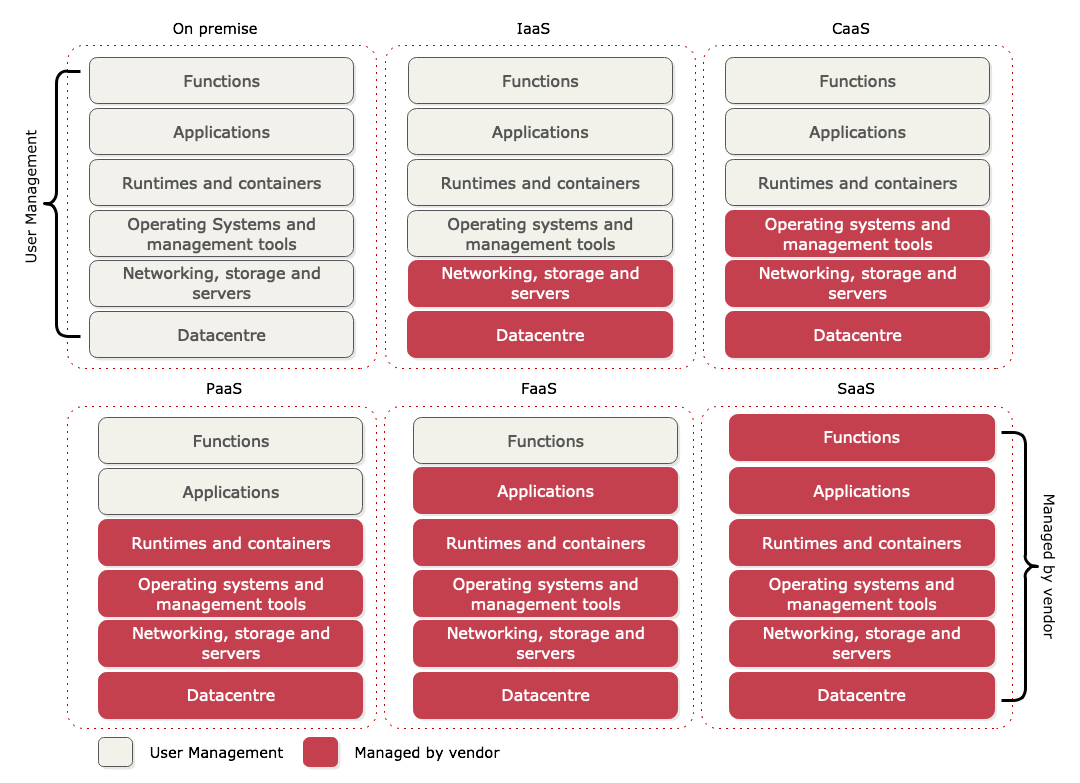 On premise
Functions
Applications
Runtimes and containers
Operating Systems and
management tools
Networking, storage and
servers
Datacentre
User Management
IaaS
Functions
Applications
Runtimes and containers
Operating systems and
management tools
Networking, storage and
servers
Datacentre
CaaS
Functions
Applications
Runtimes and containers
Operating systems and
management tools
Networking, storage and
servers
Datacentre
PaaS
Functions
Applications
Runtimes and containers
Operating systems and
management tools
Networking, storage and
servers
Datacentre
FaaS
Functions
Applications
Runtimes and containers
Operating systems and
management tools
Networking, storage and
servers
Datacentre
SaaS
Functions
Applications
Runtimes and containers
Operating systems and
management tools
Networking, storage and
servers
Datacentre
Managed by vendor
User Management
Managed by vendor